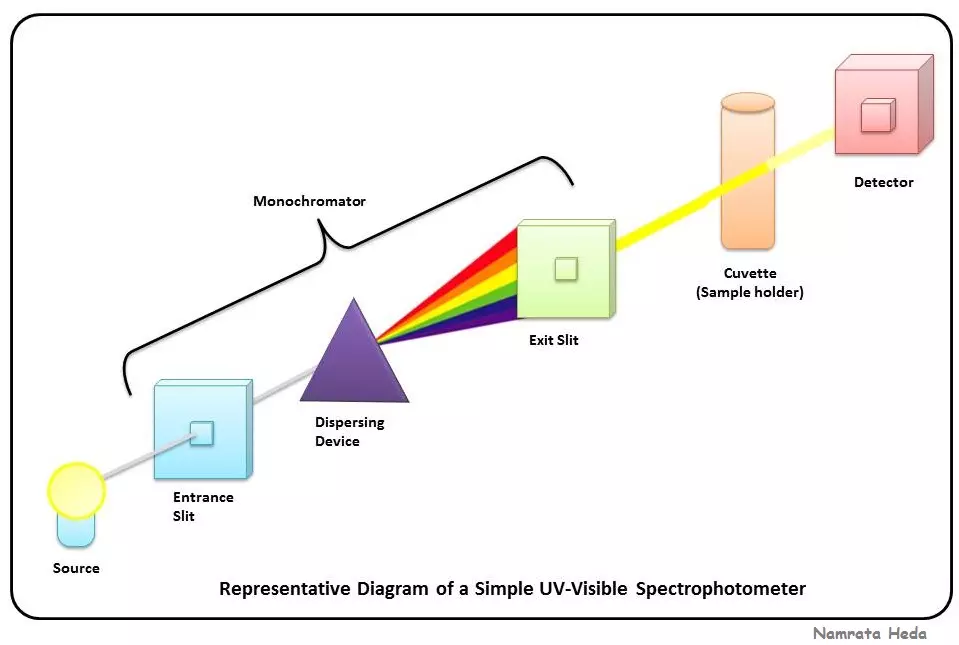 Monochromator
Detector
Cuvette
(Sample holder)
Exit Slit
Dispersing
Device
Entrance
Slit
Source
Representative Diagram of a Simple UV-Visible Spectrophotometer
Namrata Heda